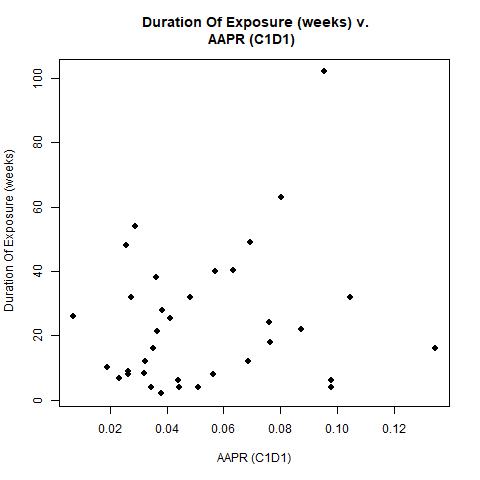 Duration Of Exposure (weeks) v.
AAPR (C1D1)
Duration Of Exposure (weeks)
100
80
60
40
20
0
0.02 0.04 0.06 0.08 0.10 0.12
AAPR (C1D1)